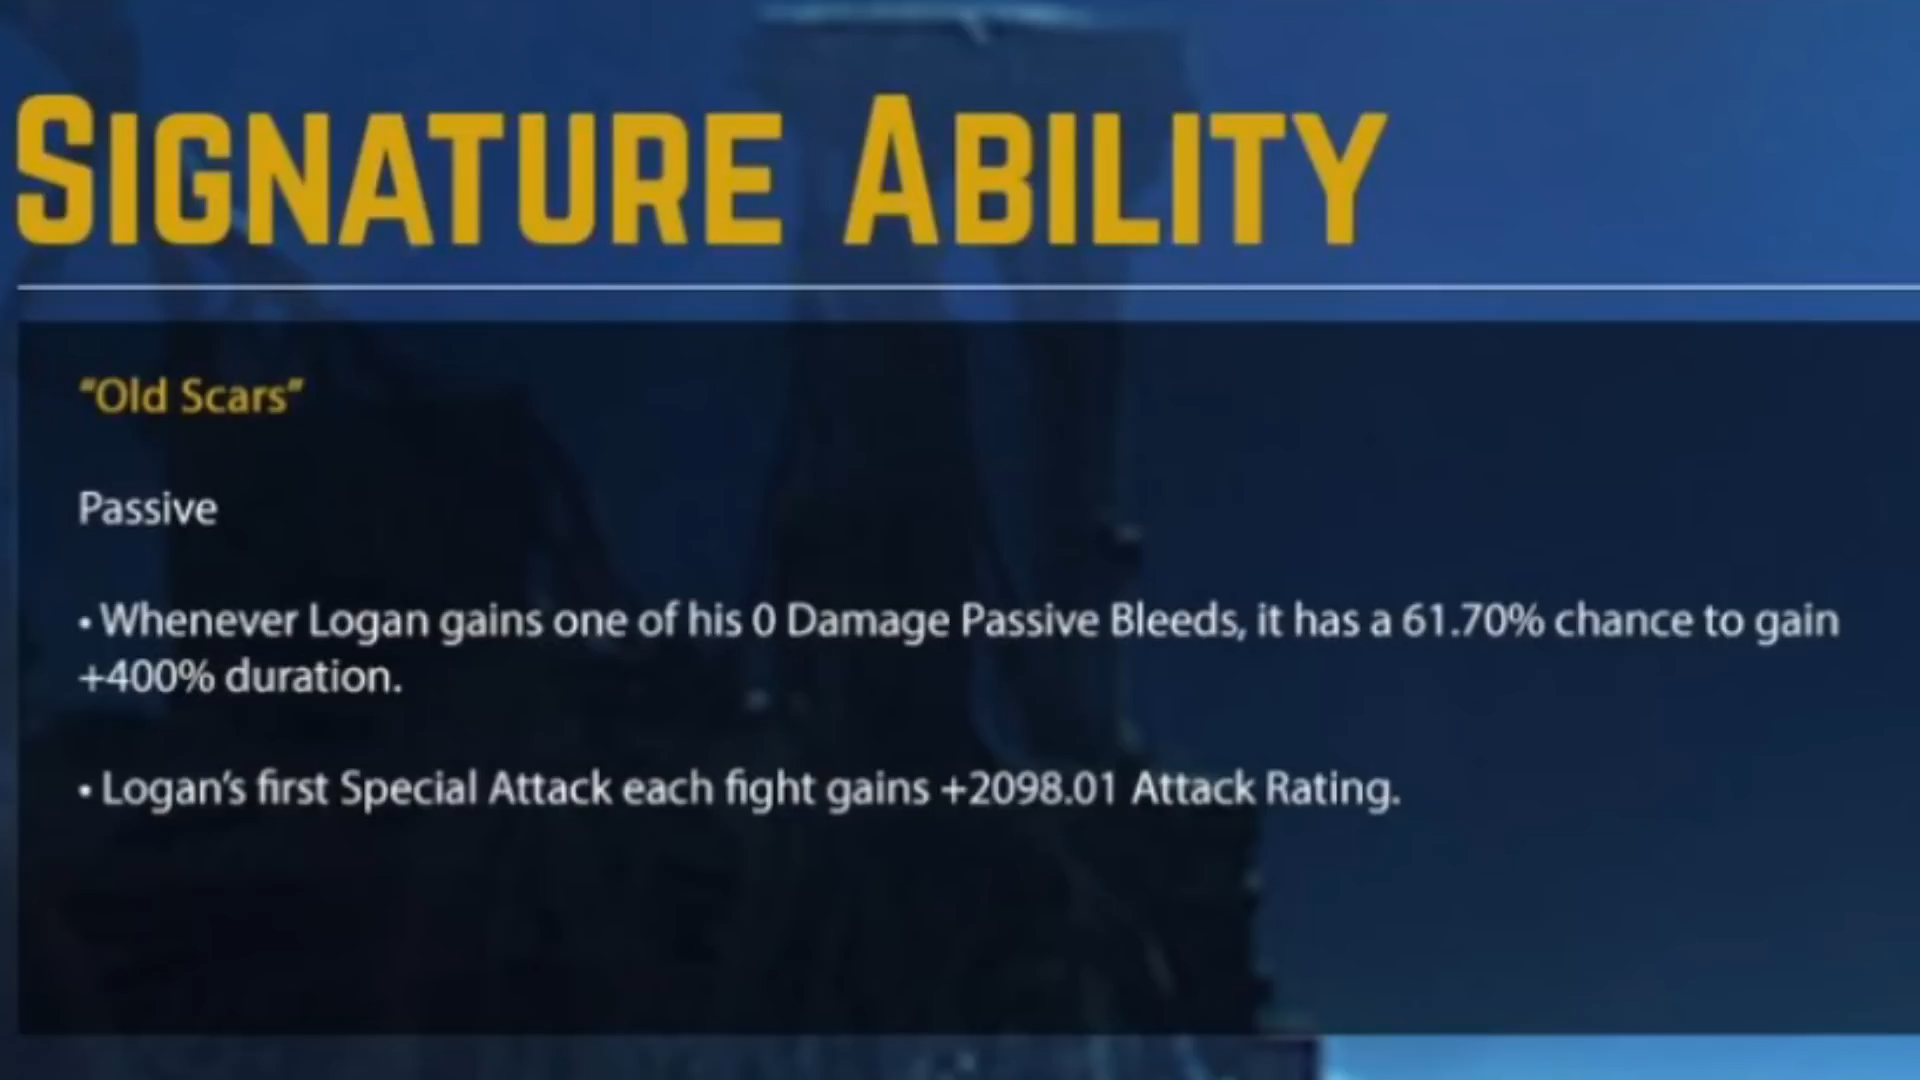 SIGNATURE ABILITY
“Old Scars”
Passive
• Whenever Logan gains one of his 0 Damage Passive Bleeds, it has a 61.70% chance to gain
+400% duration.
• Logan’s first Special Attack each fight gains +2098.01 Attack Rating.